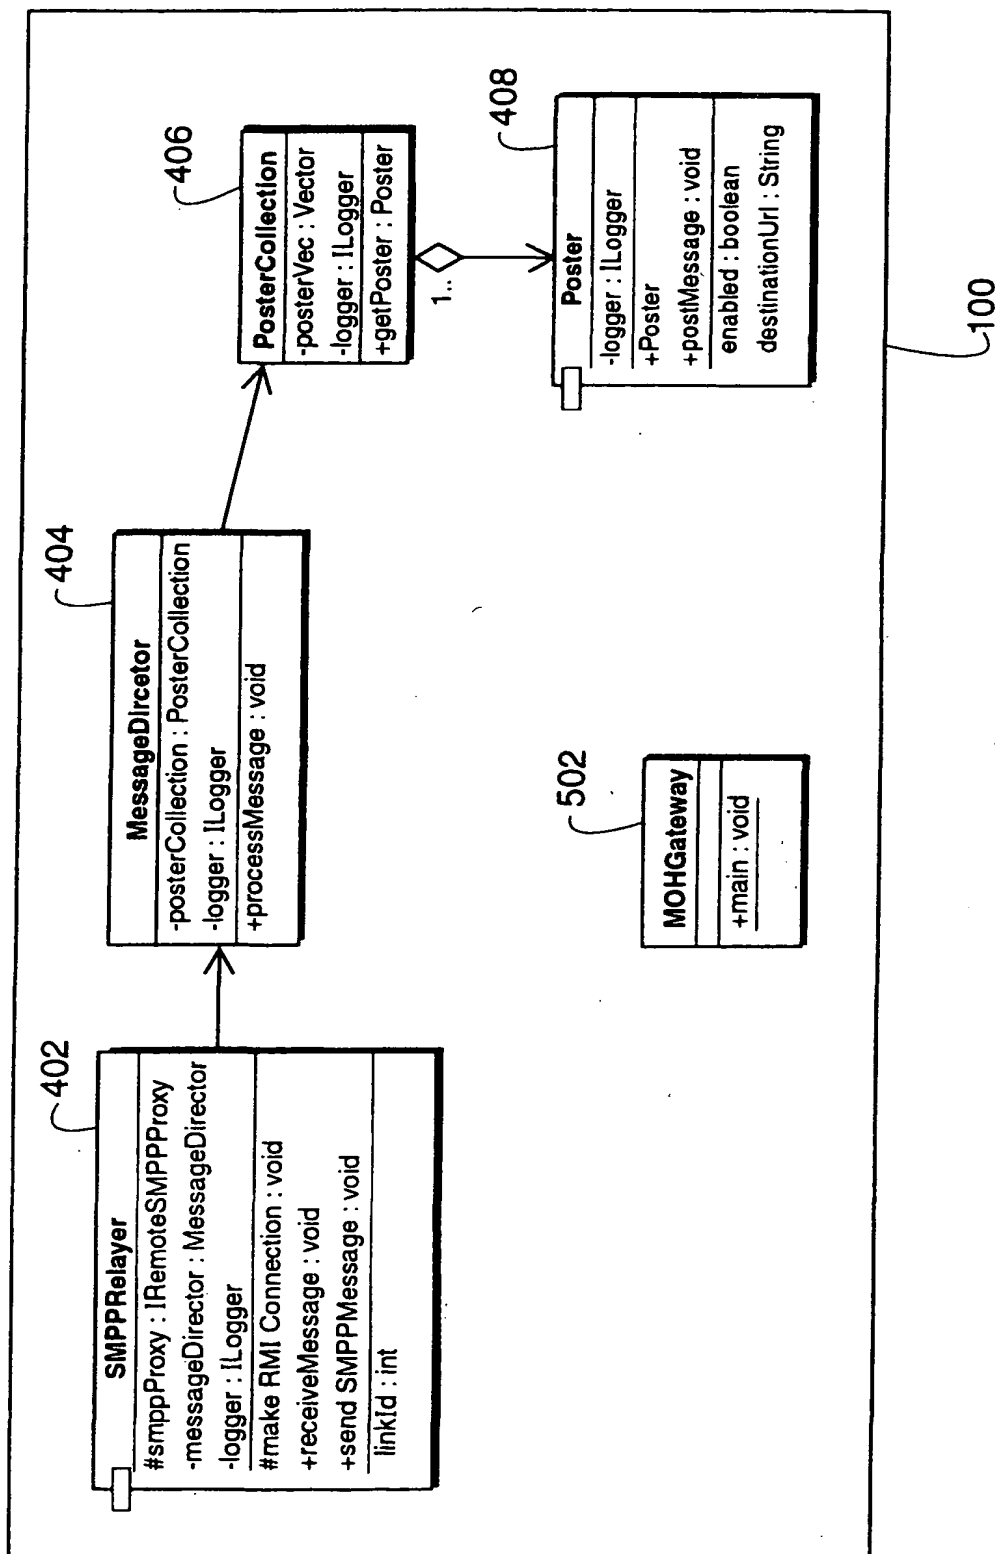 402
SMPPRelayer
#smppProxy : IRemoteSMPPProxy
-messageDirector : MessageDirector
-logger : ILogger
#make RMI Connection : void
+receiveMessage : void
+send SMPPMessage : void
linkId : int
404
MessageDircetor
-posterCollection : PosterCollection
-logger : ILogger
+processMessage : void
406
PosterCollection
-posterVec : Vector
-logger : ILogger
+getPoster : Poster
1..
408
Poster
-logger : ILogger
+Poster
+postMessage : void
enabled : boolean
destinationUrl : String
502
MOHGateway
+main : void
100